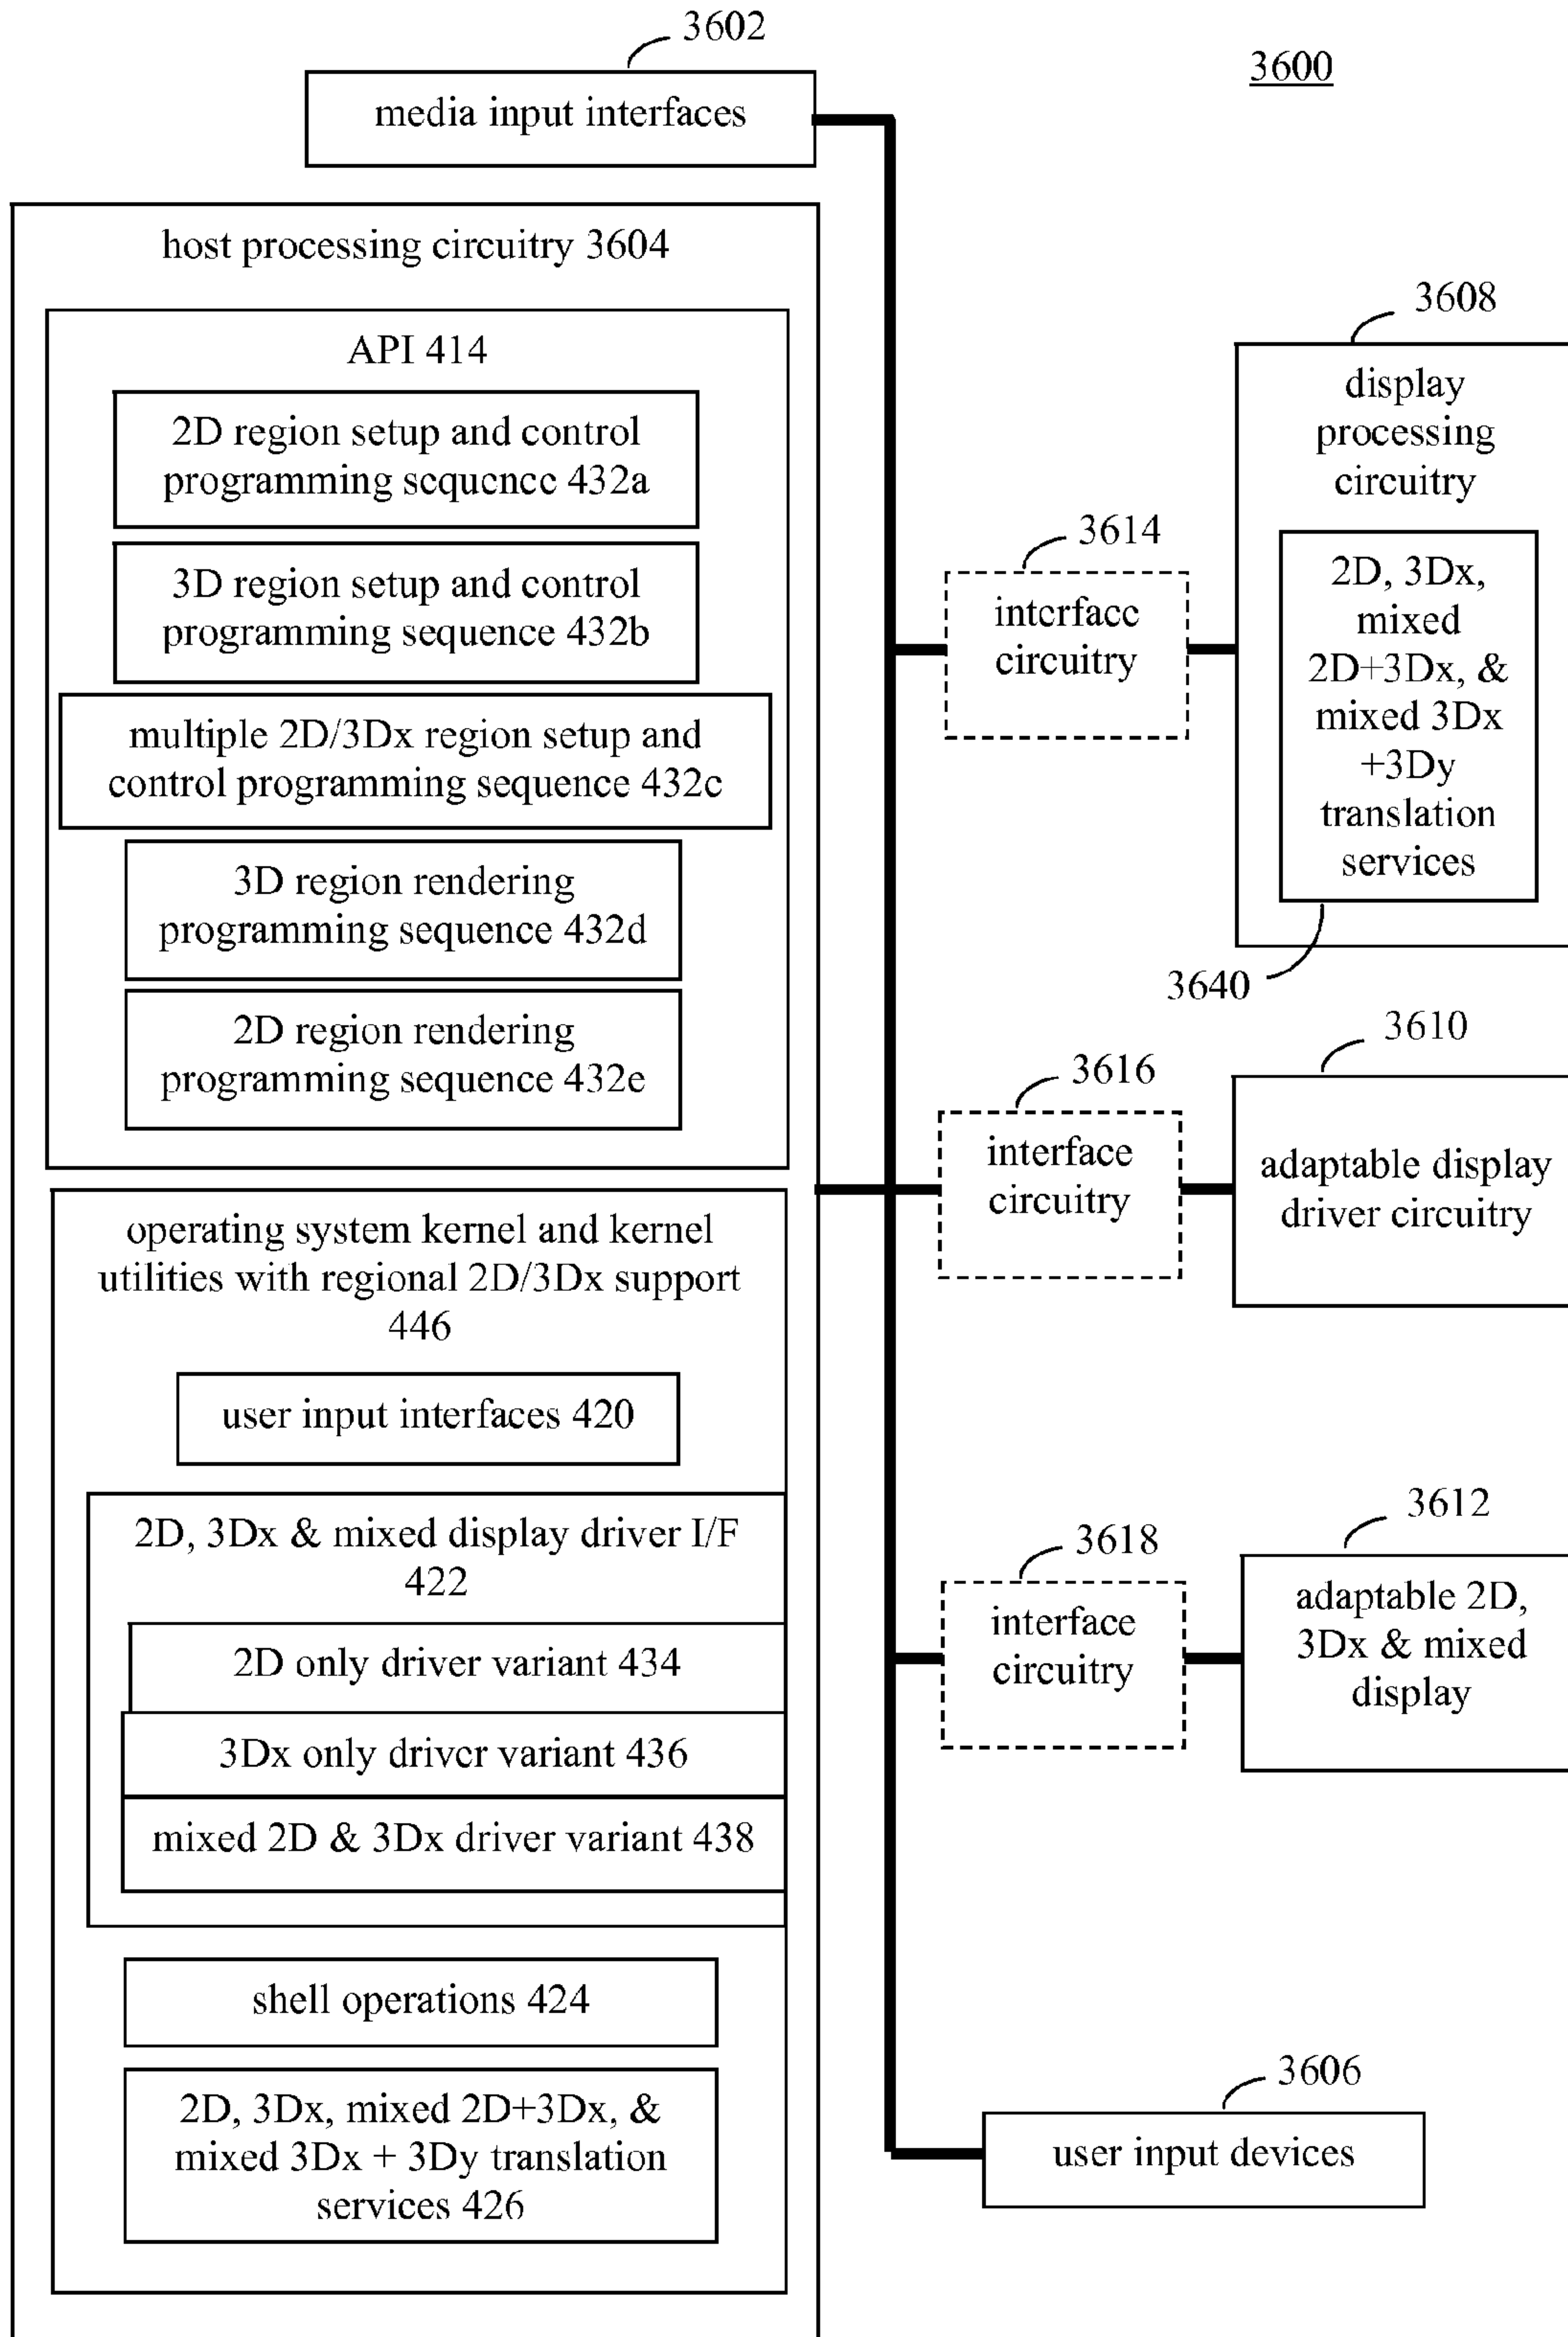 3602
3600
media input interfaces
host processing circuitry 3604
API 414
2D region setup and control
programming sequence 432a
3D region setup and control
programming sequence 432b
multiple 2D/3Dx region setup and
control programming sequence 432c
3D region rendering
programming sequence 432d
2D region rendering
programming sequence 432e
operating system kernel and kernel
utilities with regional 2D/3Dx support
446
user input interfaces 420
2D, 3Dx & mixed display driver I/F
422
2D only driver variant 434
3Dx only driver variant 436
mixed 2D & 3Dx driver variant 438
shell operations 424
2D, 3Dx, mixed 2D+3Dx, &
mixed 3Dx + 3Dy translation
services 426
3614
interface
circuitry
3608
display
processing
circuitry
2D, 3Dx,
mixed
2D+3Dx, &
mixed 3Dx
+3Dy
translation
services
3640
3616
interface
circuitry
3610
adaptable display
driver circuitry
3618
interface
circuitry
3612
adaptable 2D,
3Dx & mixed
display
3606
user input devices